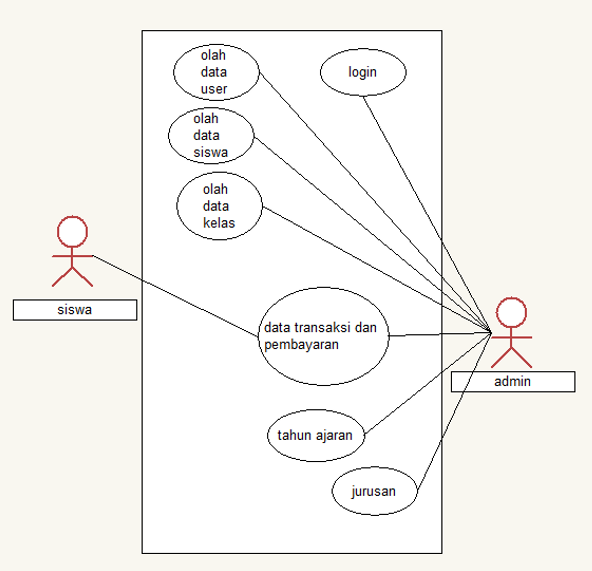 olah
data
user
login
olah
data
siswa
olah
data
kelas
siswa
data transaksi dan
pembayaran
admin
tahun ajaran
jurusan